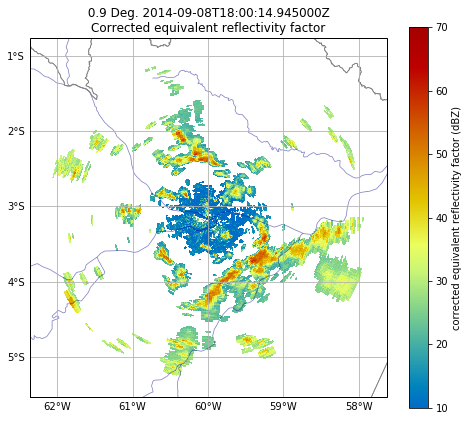 0.9 Deg. 2014-09-08T18:00:14.945000Z
Corrected equivalent reflectivity factor
1°S
2°S
3°S
4°S
5°S
62°W
61°W
60°W
59°W
58°W
70
60
50
40
30
20
10
corrected equivalent reflectivity factor (dBZ)